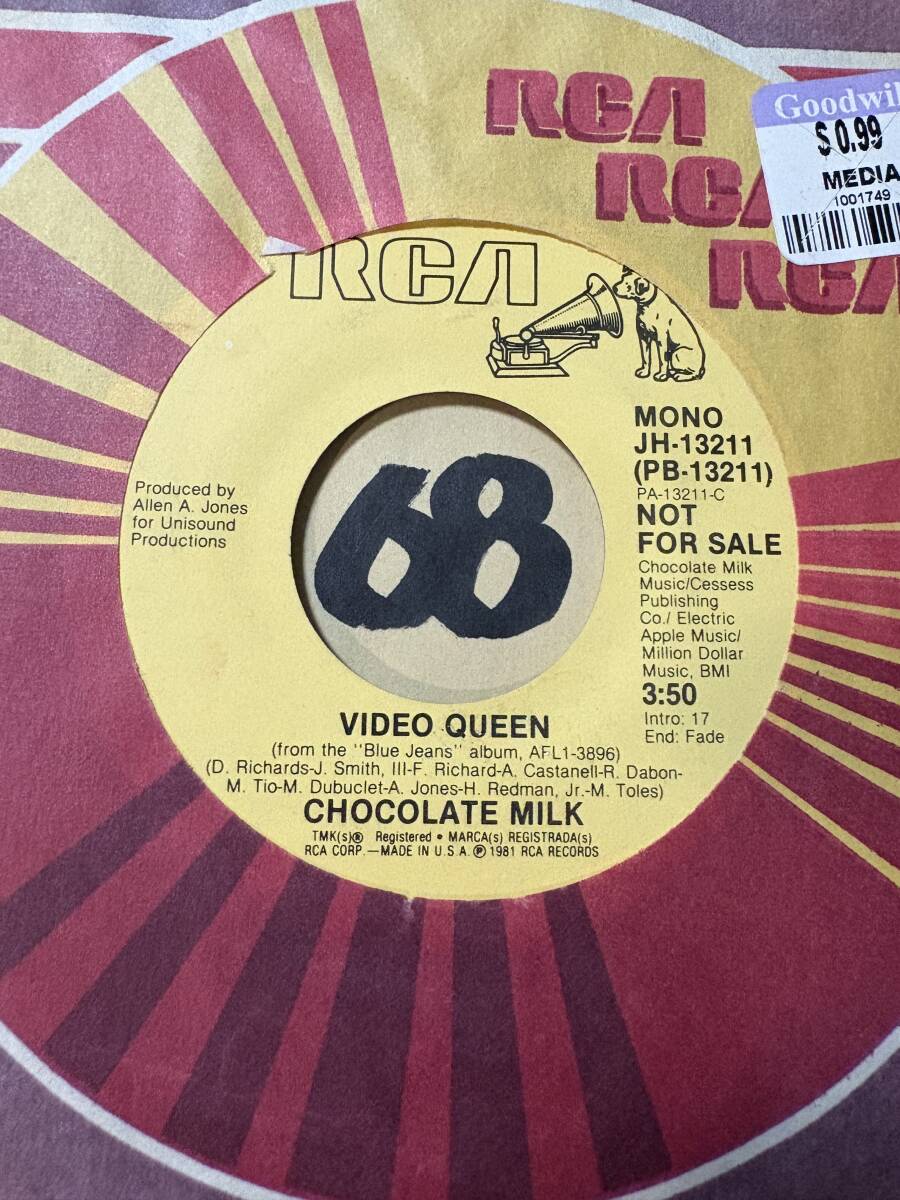 RCA
RCA
RCA
Goodwil
$0.99
MEDIA
1001749
RCA
MONO
JH-13211
(PB-13211)
PA-13211-C
NOT
FOR SALE
Chocolate Milk
Music/Cessess
Publishing
Co./ Electric
Apple Music/
Million Dollar
Music, BMI
3:50
Intro: 17
End: Fade
Produced by
Allen A. Jones
for Unisound
Productions
68
VIDEO QUEEN
(from the "Blue Jeans" album, AFL1-3896)
(D. Richards-J. Smith, III-F. Richard-A. Castanell-R. Dabon-
M. Tio-M. Dubuclet-A. Jones-H. Redman, Jr.-M. Toles)
CHOCOLATE MILK
TMK(s)® Registered • MARCA(s) REGISTRADA(s)
RCA CORP.—MADE IN U.S.A. ℗ 1981 RCA RECORDS